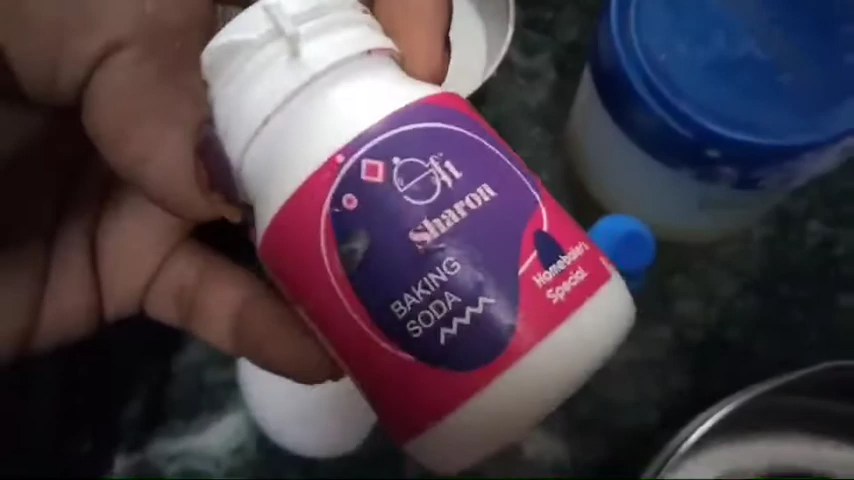 Sharon
BAKING
SODA
Homebaker's
Special